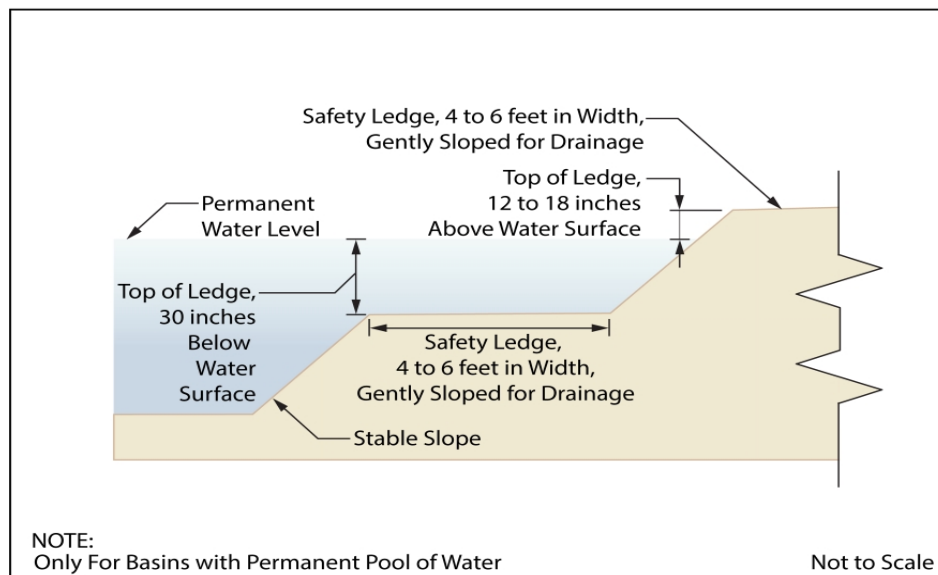 Safety Ledge, 4 to 6 feet in Width,
Gently Sloped for Drainage
Top of Ledge,
12 to 18 inches
Above Water Surface
Permanent
Water Level
Top of Ledge,
30 inches
Below
Water
Surface
Safety Ledge,
4 to 6 feet in Width,
Gently Sloped for Drainage
Stable Slope
NOTE:
Only For Basins with Permanent Pool of Water
Not to Scale